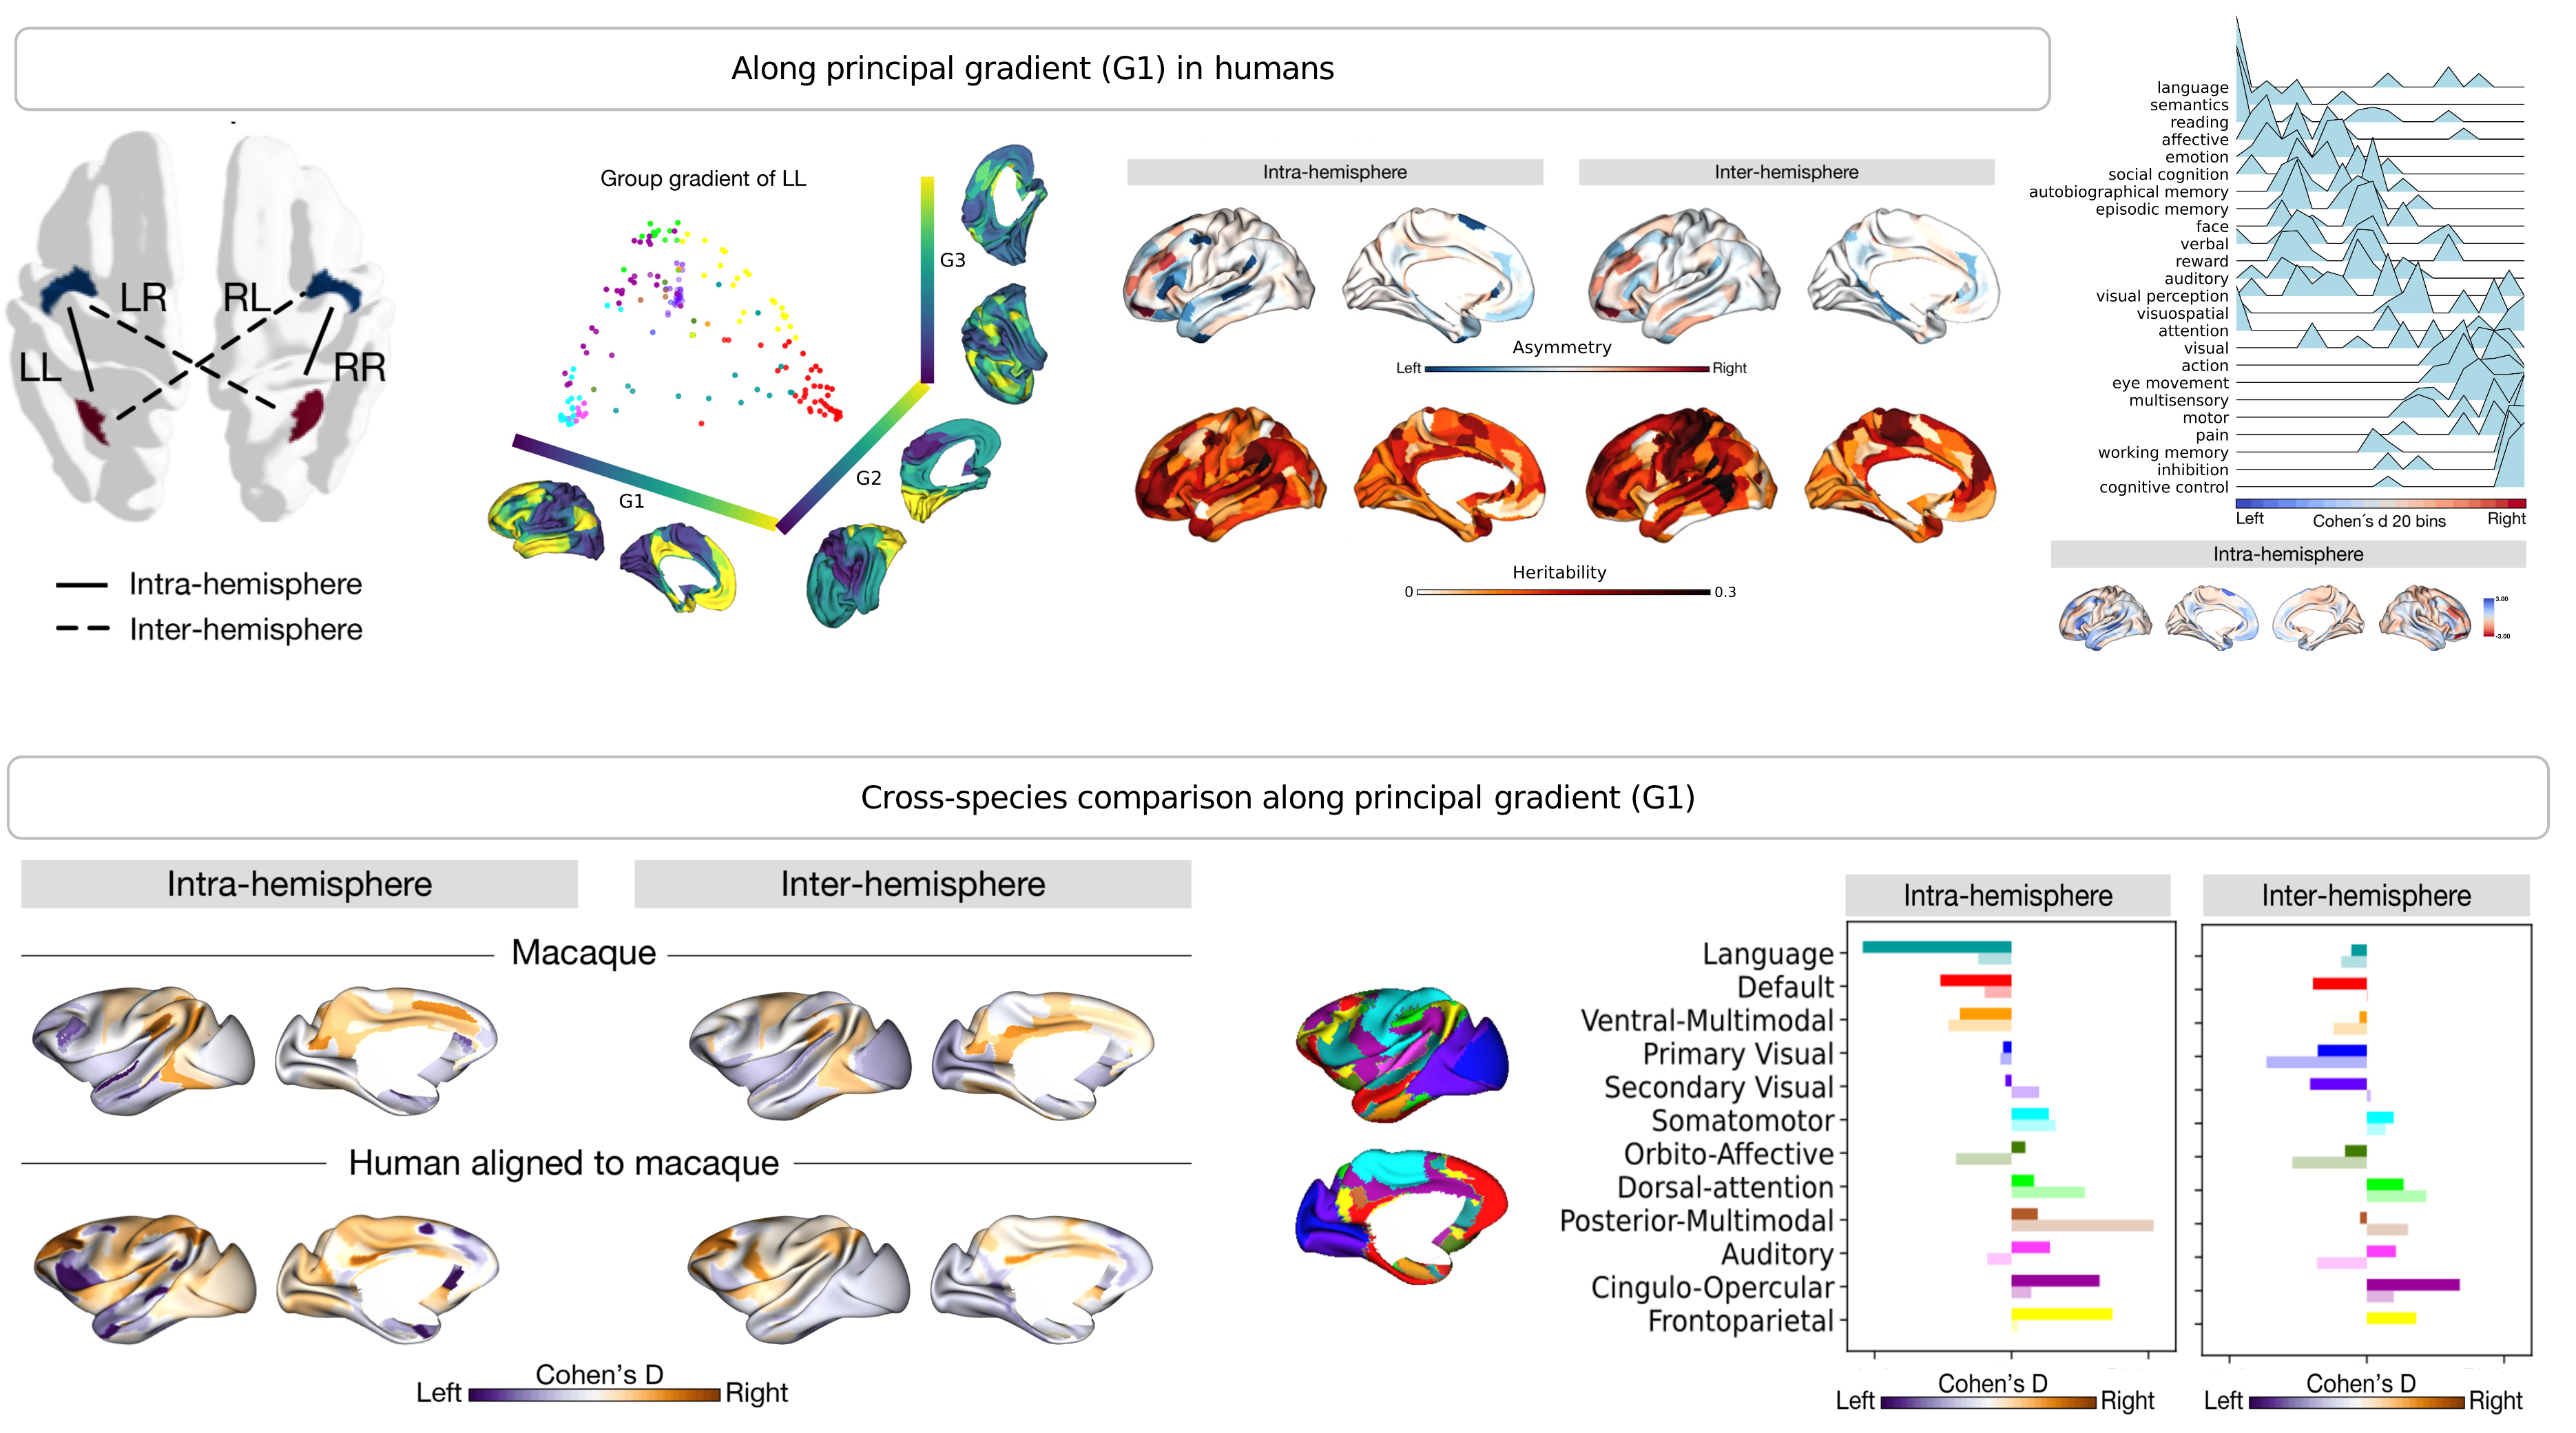 Along principal gradient (G1) in humans
LR
RL
LL
RR
Intra-hemisphere
Inter-hemisphere
Group gradient of LL
G3
G2
G1
Intra-hemisphere
Inter-hemisphere
Asymmetry
Left
Right
Heritability
0
0.3
language
semantics
reading
affective
emotion
social cognition
autobiographical memory
episodic memory
face
verbal
reward
auditory
visual perception
visuospatial
attention
visual
action
eye movement
multisensory
motor
pain
working memory
inhibition
cognitive control
Left
Cohen´s d 20 bins
Right
Intra-hemisphere
3.00
-3.00
Cross-species comparison along principal gradient (G1)
Intra-hemisphere
Inter-hemisphere
Macaque
Human aligned to macaque
Cohen’s D
Left
Right
Intra-hemisphere
Inter-hemisphere
Language
Default
Ventral-Multimodal
Primary Visual
Secondary Visual
Somatomotor
Orbito-Affective
Dorsal-attention
Posterior-Multimodal
Auditory
Cingulo-Opercular
Frontoparietal
Cohen’s D
Left
Right
Cohen’s D
Left
Right